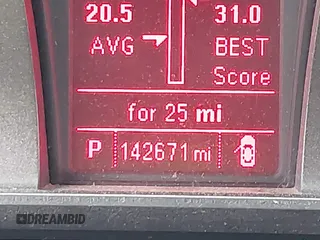 20.5 31.0
AVG BEST
Score
for 25 mi
P 142671 mi
DREAMBID